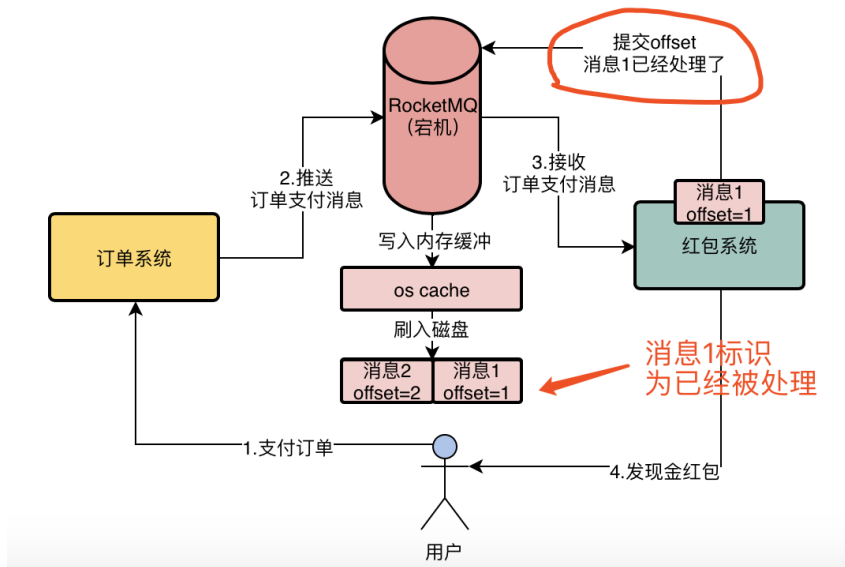 提交offset
消息1已经处理了
RocketMQ
（宕机）
2.推送
订单支付消息
3.接收
订单支付消息
消息1
offset=1
红包系统
订单系统
写入内存缓冲
os cache
刷入磁盘
消息2
offset=2
消息1
offset=1
消息1标识
为已经被处理
1.支付订单
4.发现金红包
用户